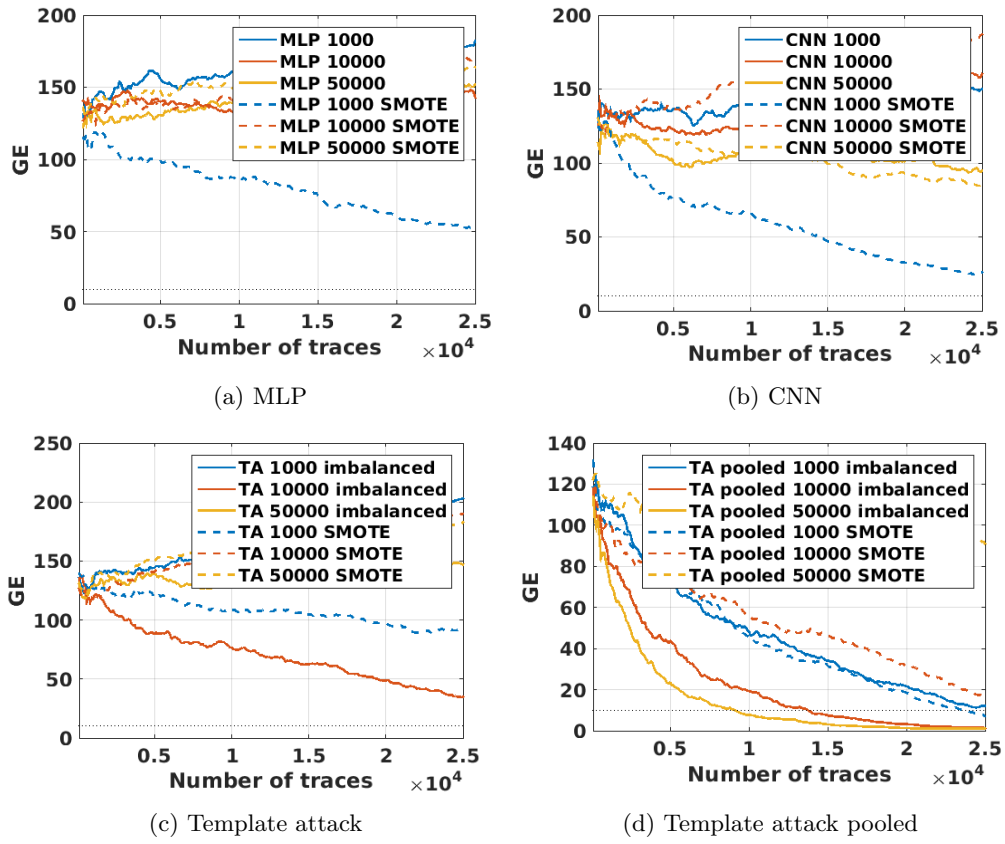 200
150
100
50
0
GE
MLP 1000
MLP 10000
MLP 50000
MLP 1000 SMOTE
MLP 10000 SMOTE
MLP 50000 SMOTE
0.5 1 1.5 2 2.5
Number of traces ×10^4
(a) MLP
200
150
100
50
0
GE
CNN 1000
CNN 10000
CNN 50000
CNN 1000 SMOTE
CNN 10000 SMOTE
CNN 50000 SMOTE
0.5 1 1.5 2 2.5
Number of traces ×10^4
(b) CNN
250
200
150
100
50
0
GE
TA 1000 imbalanced
TA 10000 imbalanced
TA 50000 imbalanced
TA 1000 SMOTE
TA 10000 SMOTE
TA 50000 SMOTE
0.5 1 1.5 2 2.5
Number of traces ×10^4
(c) Template attack
140
120
100
80
60
40
20
0
GE
TA pooled 1000 imbalanced
TA pooled 10000 imbalanced
TA pooled 50000 imbalanced
TA pooled 1000 SMOTE
TA pooled 10000 SMOTE
TA pooled 50000 SMOTE
0.5 1 1.5 2 2.5
Number of traces ×10^4
(d) Template attack pooled